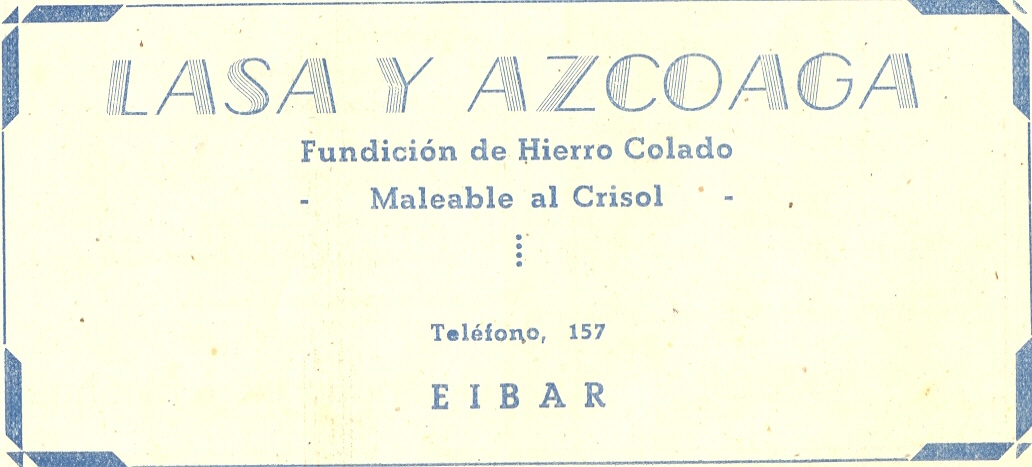 LASA Y AZCOAGA
Fundición de Hierro Colado
- Maleable al Crisol -
Teléfono, 157
EIBAR